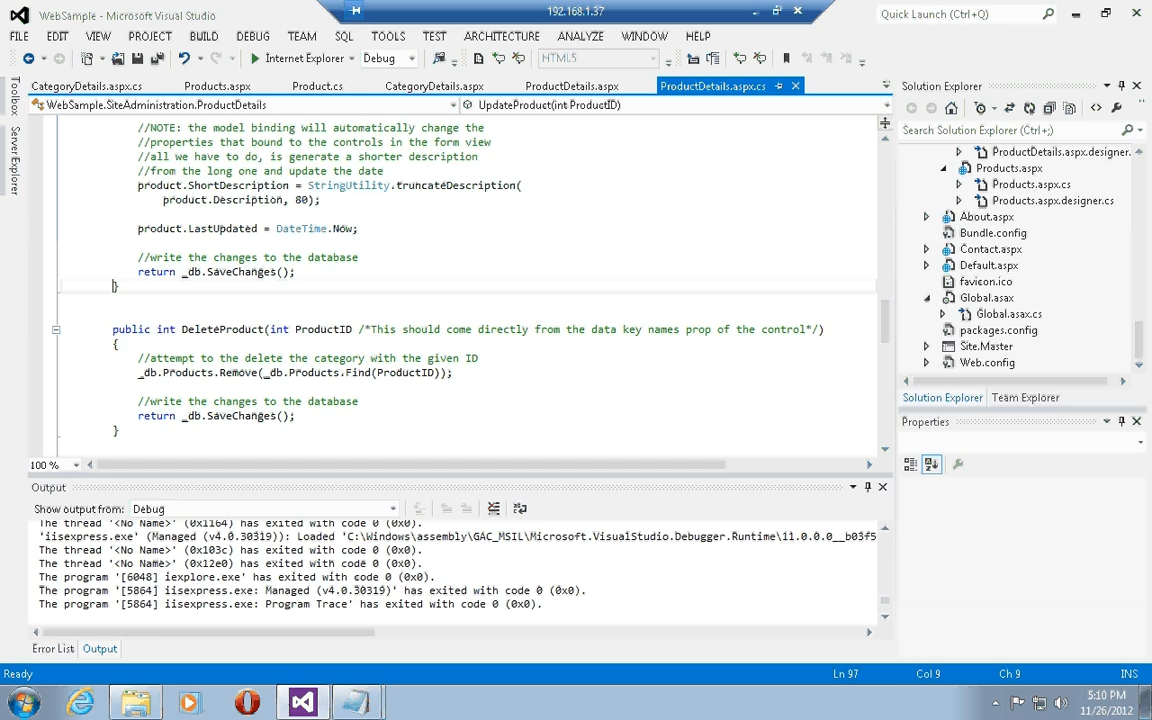 WebSample - Microsoft Visual Studio
192.168.1.37
Quick Launch (Ctrl+Q)
FILE EDIT VIEW PROJECT BUILD DEBUG TEAM SQL TOOLS TEST ARCHITECTURE ANALYZE WINDOW HELP
Internet Explorer Debug HTML5
CategoryDetails.aspx.cs Products.aspx Product.cs CategoryDetails.aspx ProductDetails.aspx ProductDetails.aspx.cs
WebSample.SiteAdministration.ProductDetails UpdateProduct(int ProductID)
Toolbox
Server Explorer
//NOTE: the model binding will automatically change the
//properties that bound to the controls in the form view
//all we have to do, is generate a shorter description
//from the long one and update the date
product.ShortDescription = StringUtility.truncateDescription(
product.Description, 80);
product.LastUpdated = DateTime.Now;
//write the changes to the database
return _db.SaveChanges();
}
public int DeleteProduct(int ProductID /*This should come directly from the data key names prop of the control*/)
{
//attempt to the delete the category with the given ID
_db.Products.Remove(_db.Products.Find(ProductID));
//write the changes to the database
return _db.SaveChanges();
}
100 %
Output
Show output from: Debug
The thread '<No Name>' (0x1164) has exited with code 0 (0x0).
'iisexpress.exe' (Managed (v4.0.30319)): Loaded 'C:\Windows\assembly\GAC_MSIL\Microsoft.VisualStudio.Debugger.Runtime\11.0.0.0__b03f5
The thread '<No Name>' (0x103c) has exited with code 0 (0x0).
The thread '<No Name>' (0x12e0) has exited with code 0 (0x0).
The program '[6048] iexplore.exe' has exited with code 0 (0x0).
The program '[5864] iisexpress.exe: Managed (v4.0.30319)' has exited with code 0 (0x0).
The program '[5864] iisexpress.exe: Program Trace' has exited with code 0 (0x0).
Error List Output
Solution Explorer
Search Solution Explorer (Ctrl+;)
ProductDetails.aspx.designer.
Products.aspx
Products.aspx.cs
Products.aspx.designer.cs
About.aspx
Bundle.config
Contact.aspx
Default.aspx
favicon.ico
Global.asax
Global.asax.cs
packages.config
Site.Master
Web.config
Solution Explorer Team Explorer
Properties
Ready Ln 97 Col 9 Ch 9 INS
5:10 PM
11/26/2012